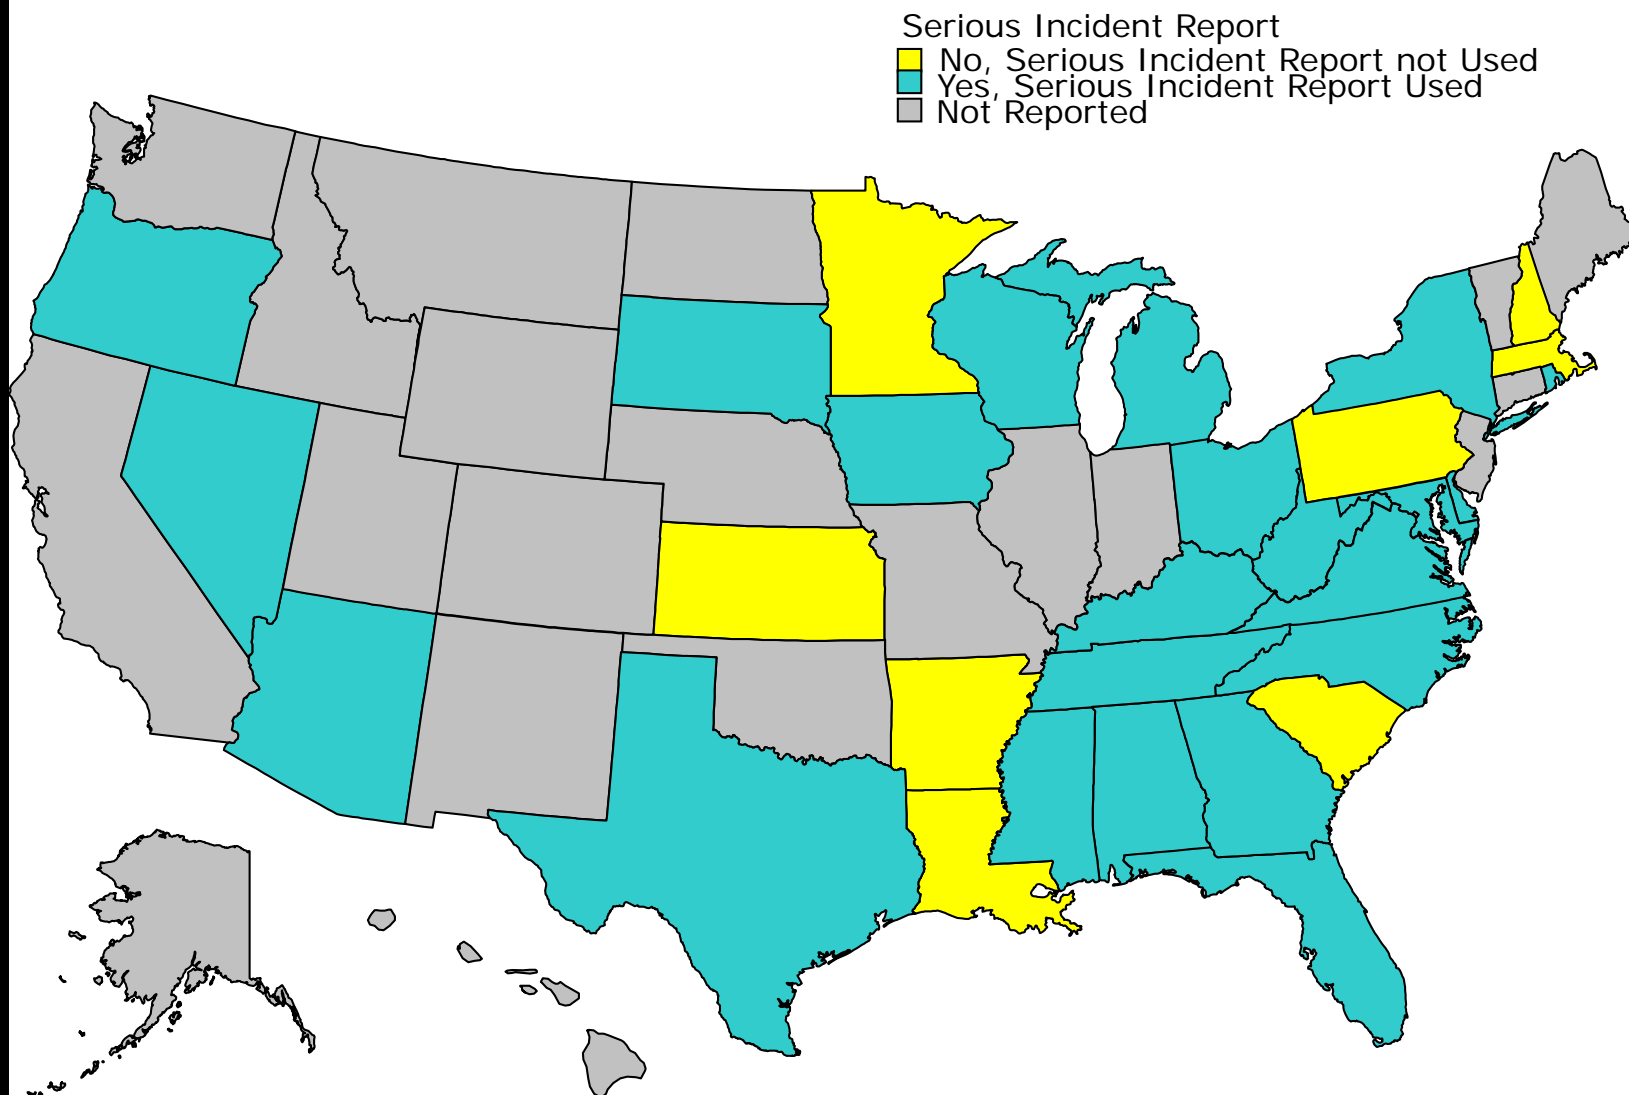 Serious Incident Report
No, Serious Incident Report not Used
Yes, Serious Incident Report Used
Not Reported